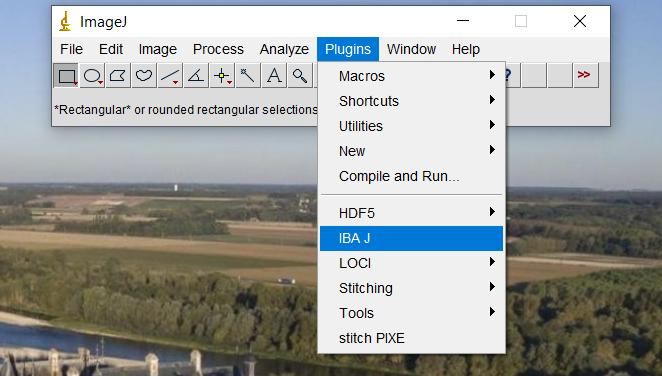 ImageJ
File Edit Image Process Analyze Plugins Window Help
A ? >>
*Rectangular* or rounded rectangular selections
Macros
Shortcuts
Utilities
New
Compile and Run...
HDF5
IBA J
LOCI
Stitching
Tools
stitch PIXE